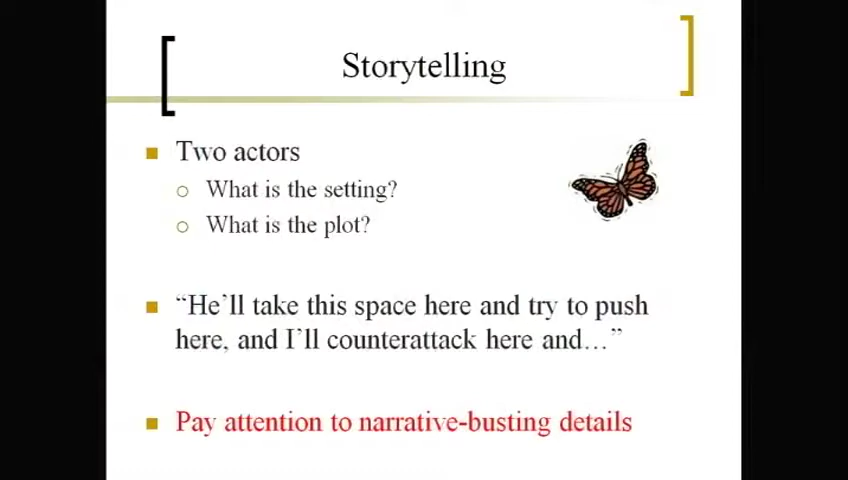 Storytelling
Two actors
What is the setting?
What is the plot?
“He’ll take this space here and try to push
here, and I’ll counterattack here and…”
Pay attention to narrative-busting details